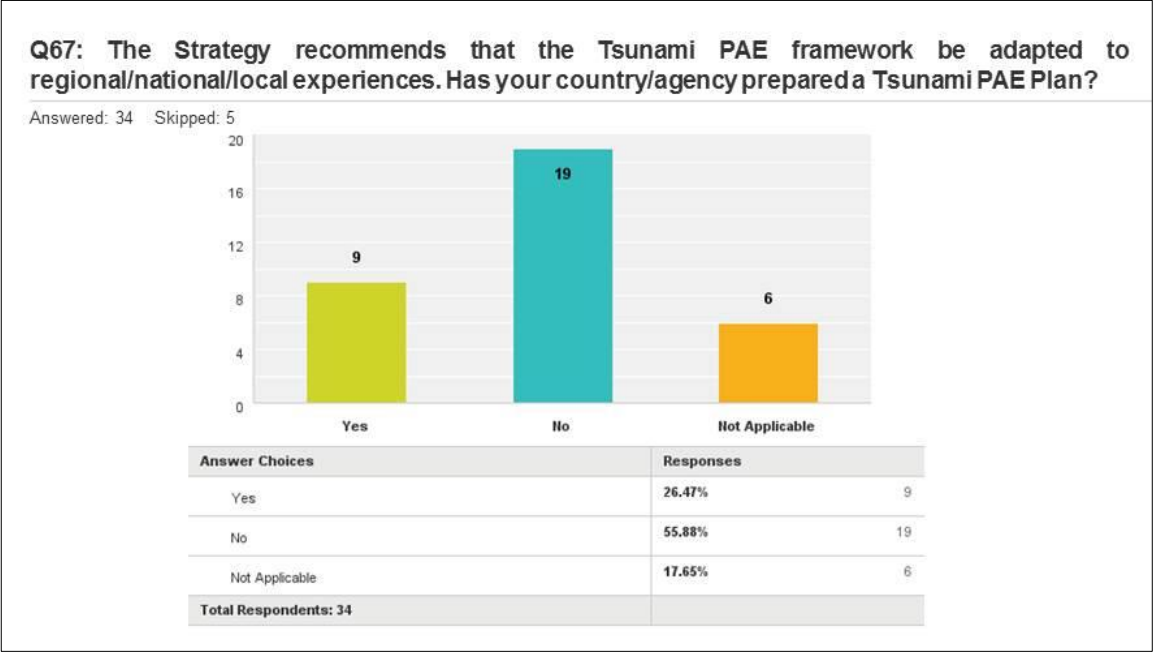 Q67: The Strategy recommends that the Tsunami PAE framework be adapted to
regional/national/local experiences. Has your country/agency prepared a Tsunami PAE Plan?
Answered: 34 Skipped: 5
20
16
12
8
4
0
9
19
6
Yes No Not Applicable
Answer Choices Responses
Yes 26.47% 9
No 55.88% 19
Not Applicable 17.65% 6
Total Respondents: 34